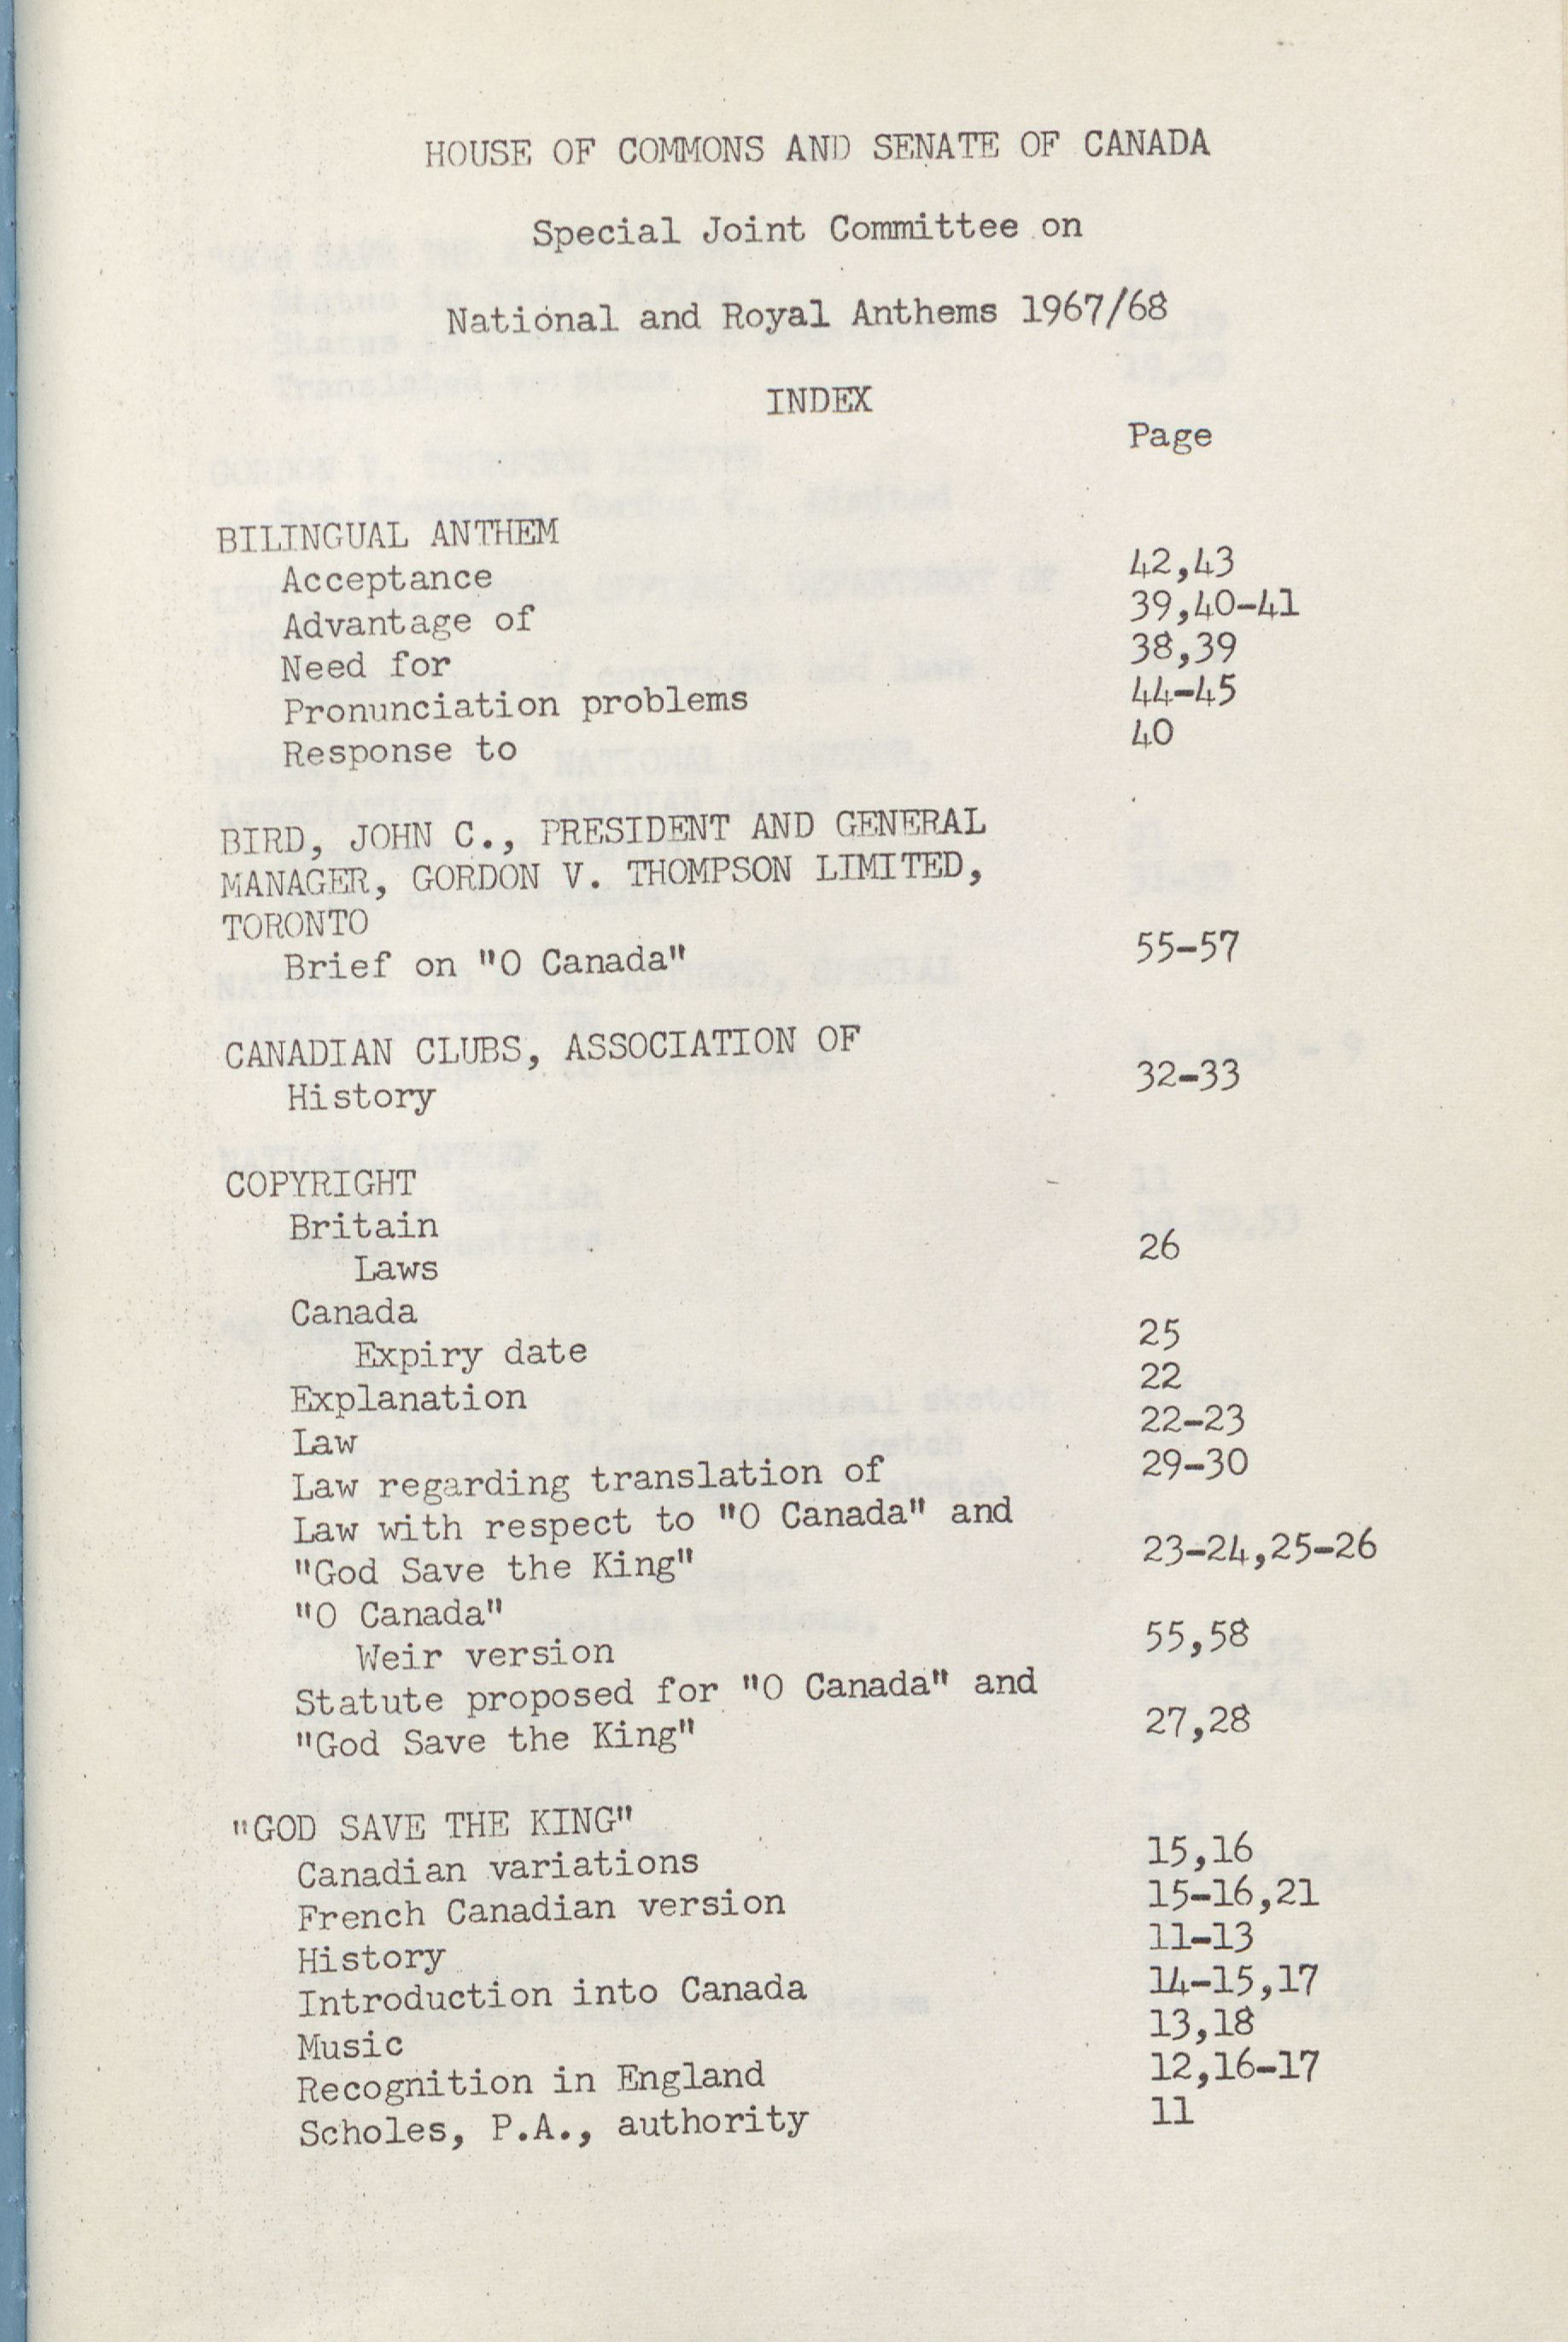 HOUSE OF COMMONS AND SENATE OF CANADA
Special Joint Committee on
National and Royal Anthems 1967/68
INDEX
Page
BILINGUAL ANTHEM
Acceptance 42,43
Advantage of 39,40-41
Need for 38,39
Pronunciation problems 44-45
Response to 40
BIRD, JOHN C., PRESIDENT AND GENERAL
MANAGER, GORDON V. THOMPSON LIMITED,
TORONTO
Brief on "O Canada" 55-57
CANADIAN CLUBS, ASSOCIATION OF
History 32-33
COPYRIGHT
Britain
Laws 26
Canada
Expiry date 25
Explanation 22
Law 22-23
Law regarding translation of 29-30
Law with respect to "O Canada" and
"God Save the King" 23-24,25-26
"O Canada"
Weir version 55,58
Statute proposed for "O Canada" and
"God Save the King" 27,28
"GOD SAVE THE KING"
Canadian variations 15,16
French Canadian version 15-16,21
History 11-13
Introduction into Canada 14-15,17
Music 13,18
Recognition in England 12,16-17
Scholes, P.A., authority 11